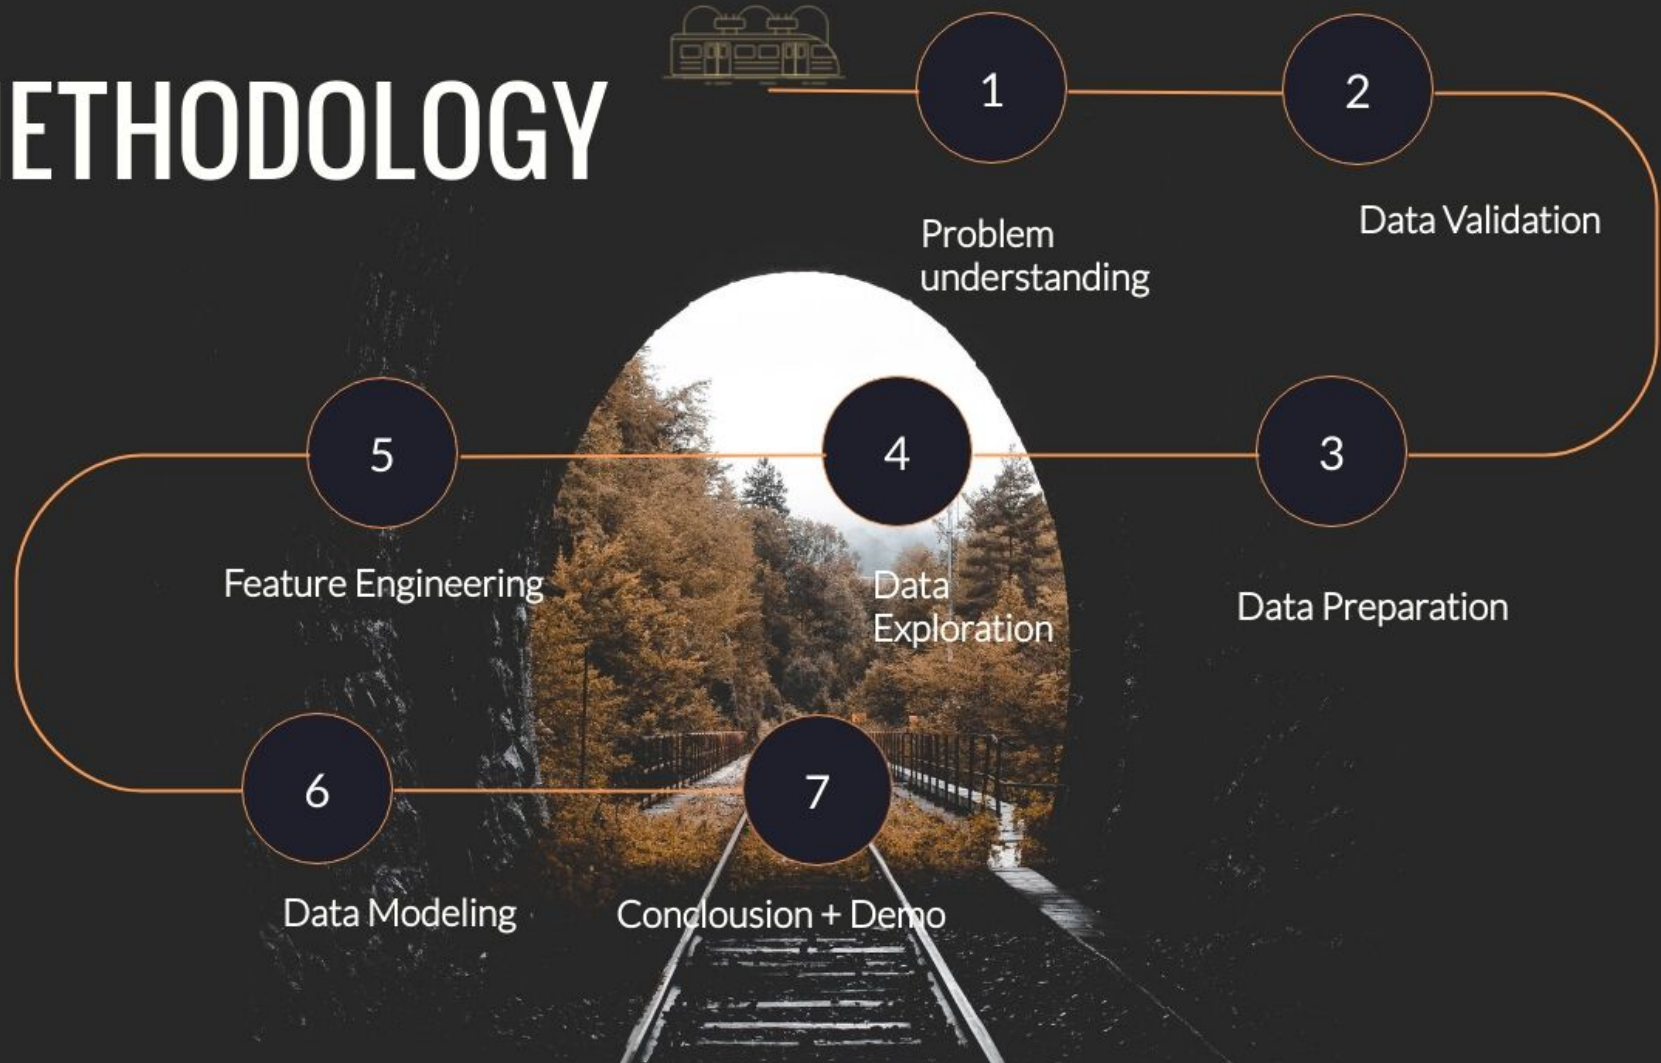 ETHODOLOGY
1
2
Problem
understanding
Data Validation
3
Data Preparation
4
Data
Exploration
5
Feature Engineering
6
Data Modeling
7
Conclousion + Demo